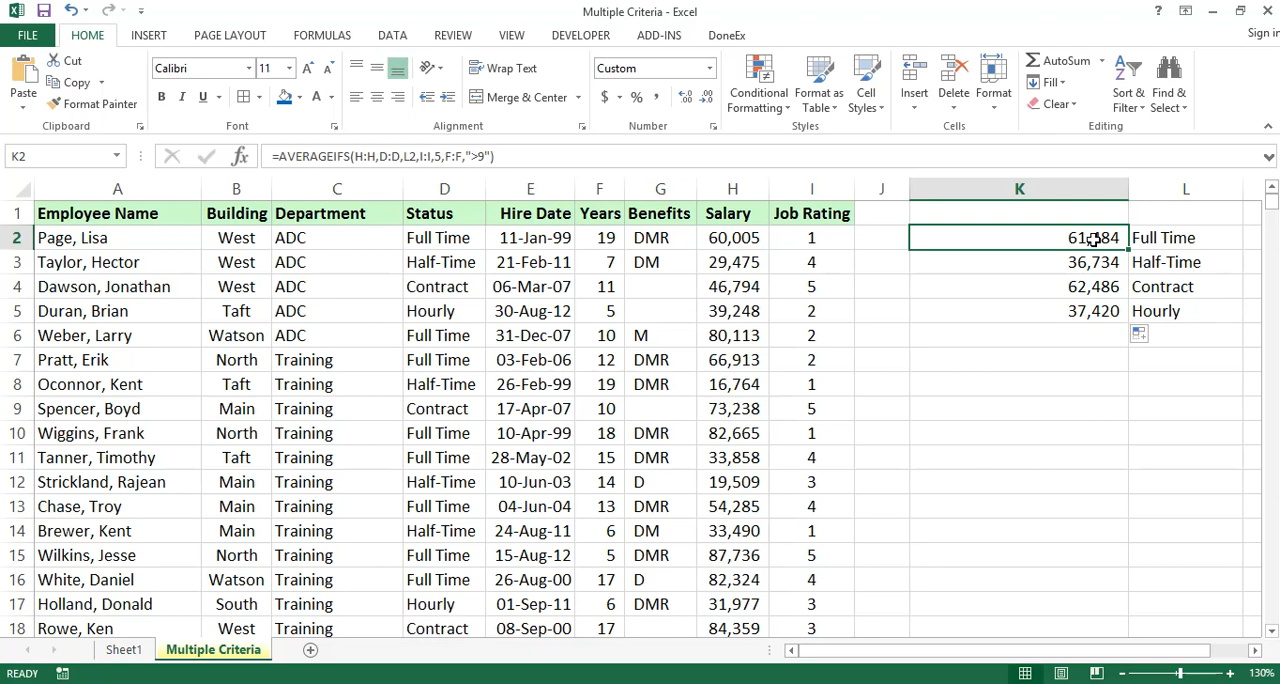 Multiple Criteria - Excel
Sign in
FILE HOME INSERT PAGE LAYOUT FORMULAS DATA REVIEW VIEW DEVELOPER ADD-INS DoneEx
Paste
Cut
Copy
Format Painter
Clipboard
Calibri 11
B I U
Font
Wrap Text
Merge & Center
Alignment
Custom
$ % ,
Number
Conditional Formatting
Format as Table
Cell Styles
Styles
Insert Delete Format
Cells
AutoSum
Fill
Clear
Sort & Filter
Find & Select
Editing
K2 fx =AVERAGEIFS(H:H,D:D,L2,I:I,5,F:F,">9")
A B C D E F G H I J K L
1 Employee Name Building Department Status Hire Date Years Benefits Salary Job Rating
2 Page, Lisa West ADC Full Time 11-Jan-99 19 DMR 60,005 1 Full Time
3 Taylor, Hector West ADC Half-Time 21-Feb-11 7 DM 29,475 4 36,734 Half-Time
4 Dawson, Jonathan West ADC Contract 06-Mar-07 11 46,794 5 62,486 Contract
5 Duran, Brian Taft ADC Hourly 30-Aug-12 5 39,248 2 37,420 Hourly
6 Weber, Larry Watson ADC Full Time 31-Dec-07 10 M 80,113 2
7 Pratt, Erik North Training Full Time 03-Feb-06 12 DMR 66,913 2
8 Oconnor, Kent Taft Training Half-Time 26-Feb-99 19 DMR 16,764 1
9 Spencer, Boyd Main Training Contract 17-Apr-07 10 73,238 5
10 Wiggins, Frank North Training Full Time 10-Apr-99 18 DMR 82,665 1
11 Tanner, Timothy Taft Training Full Time 28-May-02 15 DMR 33,858 4
12 Strickland, Rajean Main Training Half-Time 10-Jun-03 14 D 19,509 3
13 Chase, Troy Main Training Full Time 04-Jun-04 13 DMR 54,285 4
14 Brewer, Kent Main Training Half-Time 24-Aug-11 6 DM 33,490 1
15 Wilkins, Jesse North Training Full Time 15-Aug-12 5 DMR 87,736 5
16 White, Daniel Watson Training Full Time 26-Aug-00 17 D 82,324 4
17 Holland, Donald South Training Hourly 01-Sep-11 6 DMR 31,977 3
18 Rowe, Ken West Training Contract 08-Sep-00 17 84,359 3
Sheet1 Multiple Criteria
READY 130%